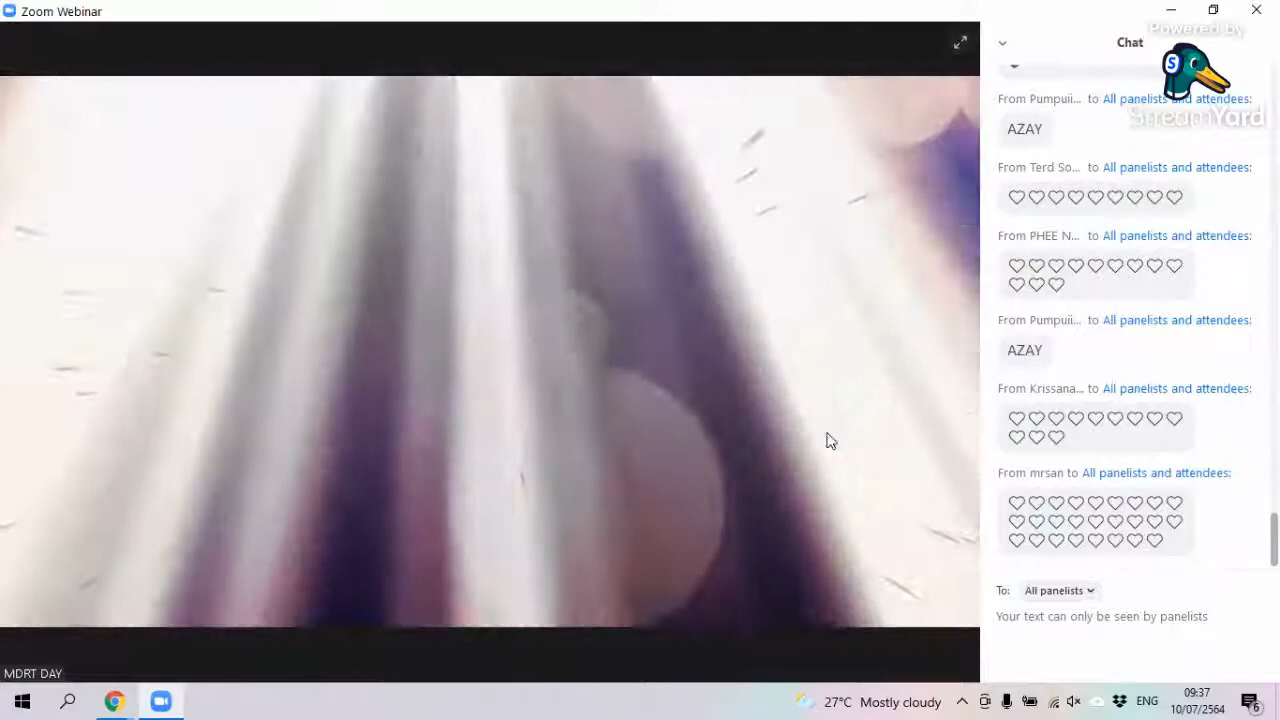 Zoom Webinar
Powered by
StreamYard
Chat
From Pumpuii... to All panelists and attendees:
AZAY
From Terd So... to All panelists and attendees:
♡♡♡♡♡♡♡♡♡
From PHEE N... to All panelists and attendees:
♡♡♡♡♡♡♡♡♡
♡♡♡
From Pumpuii... to All panelists and attendees:
AZAY
From Krissana... to All panelists and attendees:
♡♡♡♡♡♡♡♡♡
♡♡♡
From mrsan to All panelists and attendees:
♡♡♡♡♡♡♡♡♡
♡♡♡♡♡♡♡♡♡
♡♡♡♡♡♡♡♡
To: All panelists
Your text can only be seen by panelists
MDRT DAY
27°C Mostly cloudy
ENG
09:37
10/07/2564
6